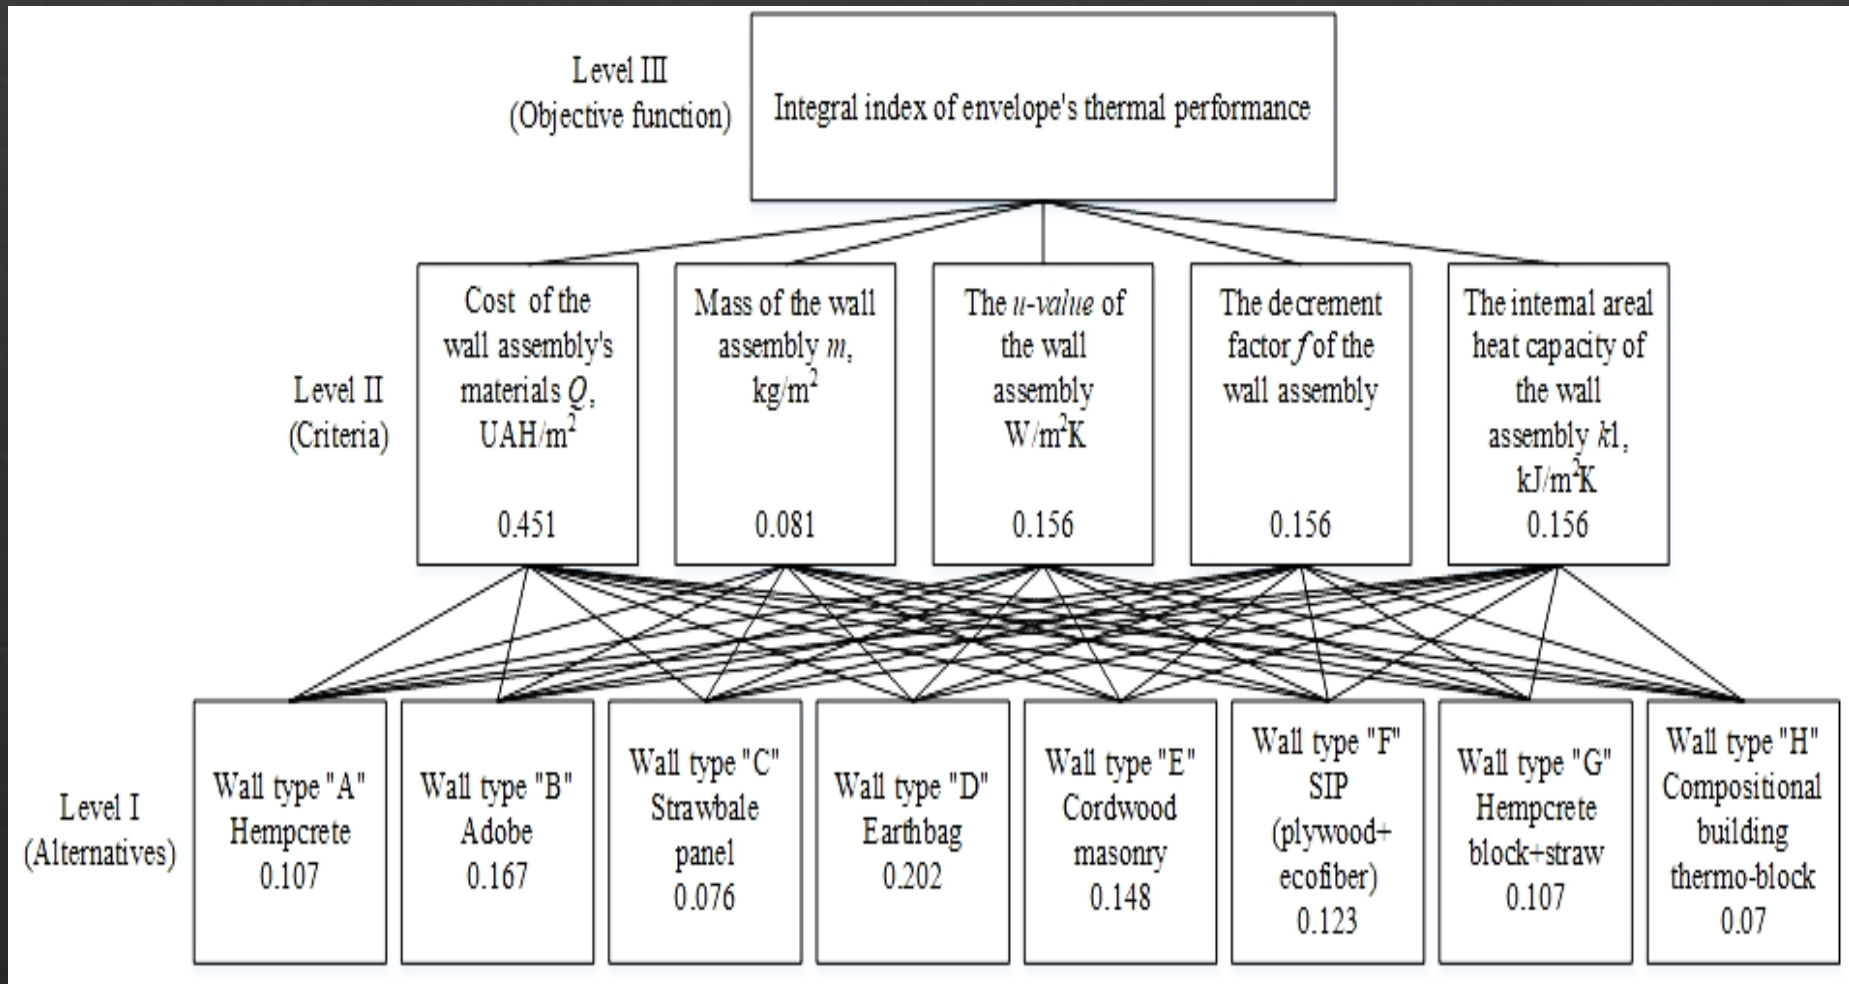 Level III
(Objective function)
Integral index of envelope's thermal performance
Level II
(Criteria)
Cost of the
wall assembly's
materials Q,
UAH/m²
0.451
Mass of the wall
assembly m,
kg/m²
0.081
The u-value of
the wall
assembly
W/m²K
0.156
The decrement
factor f of the
wall assembly
0.156
The internal areal
heat capacity of
the wall
assembly k1,
kJ/m²K
0.156
Level I
(Alternatives)
Wall type "A"
Hempcrete
0.107
Wall type "B"
Adobe
0.167
Wall type "C"
Strawbale
panel
0.076
Wall type "D"
Earthbag
0.202
Wall type "E"
Cordwood
masonry
0.148
Wall type "F"
SIP
(plywood+
ecofiber)
0.123
Wall type "G"
Hempcrete
block+straw
0.107
Wall type "H"
Compositional
building
thermo-block
0.07